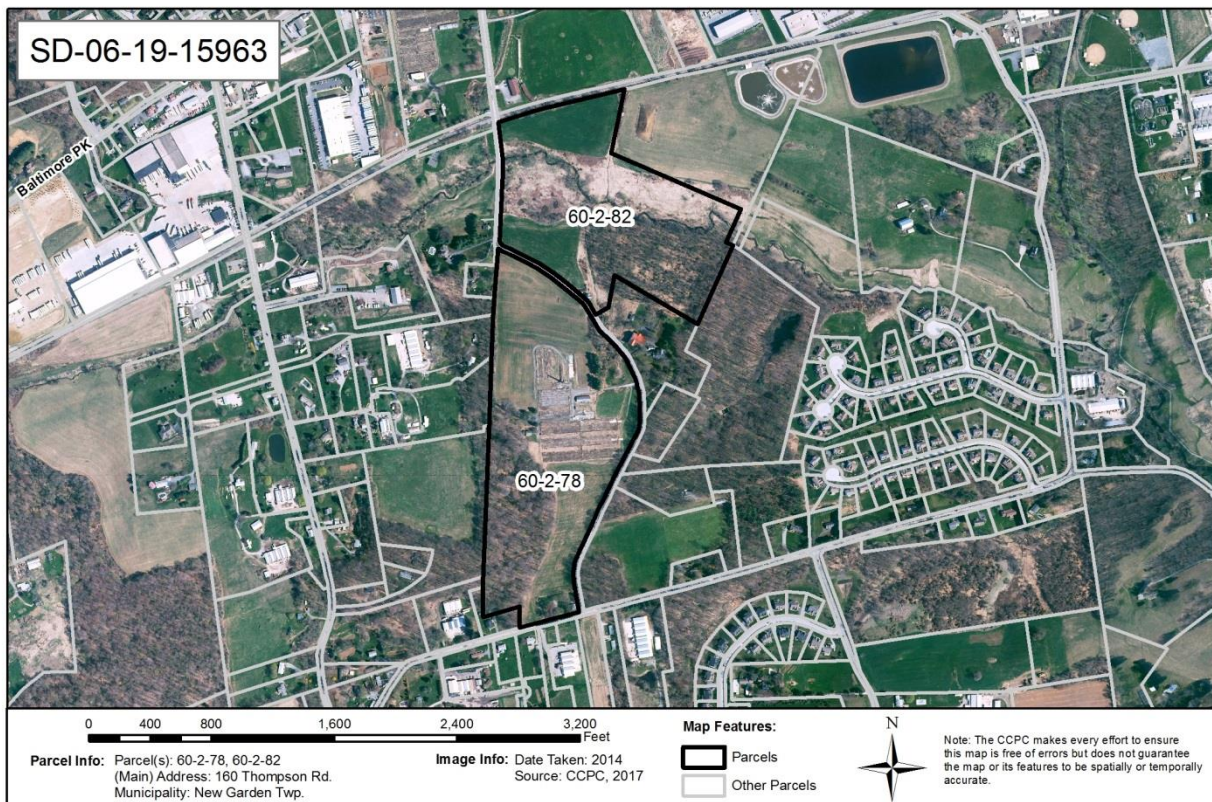 SD-06-19-15963
Baltimore PK
60-2-82
60-2-78
0 400 800 1,600 2,400 3,200
Feet
Parcel Info: Parcel(s): 60-2-78, 60-2-82
(Main) Address: 160 Thompson Rd.
Municipality: New Garden Twp.
Image Info: Date Taken: 2014
Source: CCPC, 2017
Map Features:
Parcels
Other Parcels
N
Note: The CCPC makes every effort to ensure
this map is free of errors but does not guarantee
the map or its features to be spatially or temporally
accurate.